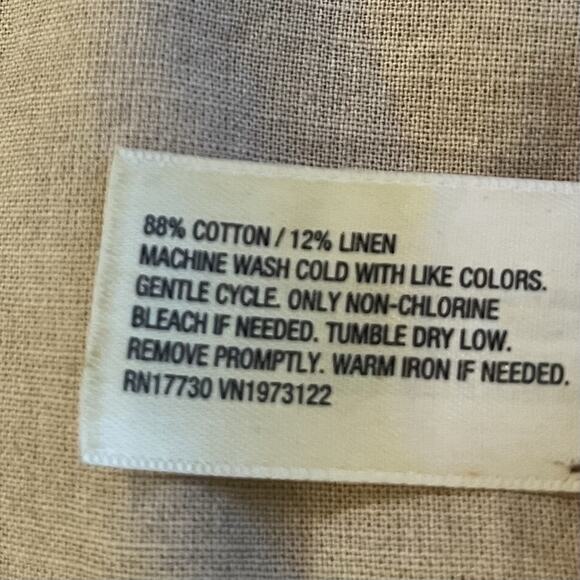 88% COTTON / 12% LINEN
MACHINE WASH COLD WITH LIKE COLORS.
GENTLE CYCLE. ONLY NON-CHLORINE
BLEACH IF NEEDED. TUMBLE DRY LOW.
REMOVE PROMPTLY. WARM IRON IF NEEDED.
RN17730 VN1973122